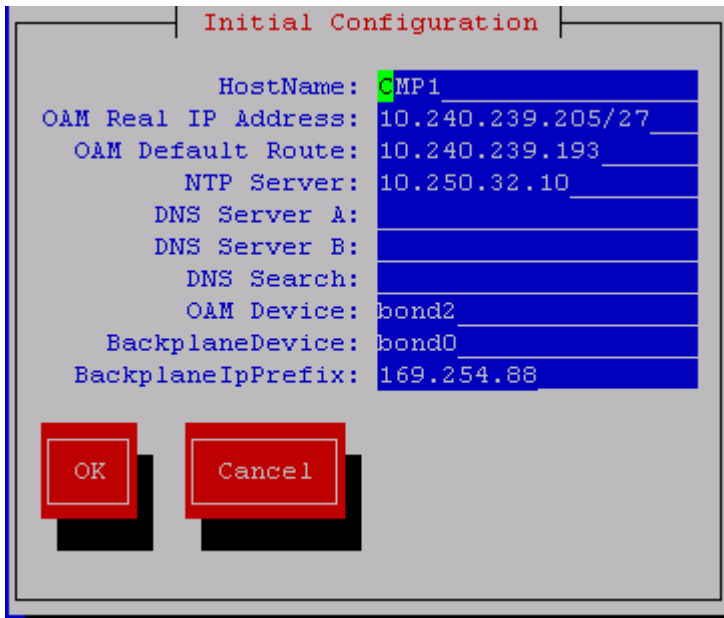 Initial Configuration
HostName: CMP1
OAM Real IP Address: 10.240.239.205/27
OAM Default Route: 10.240.239.193
NTP Server: 10.250.32.10
DNS Server A:
DNS Server B:
DNS Search:
OAM Device: bond2
BackplaneDevice: bond0
BackplaneIpPrefix: 169.254.88
OK Cancel